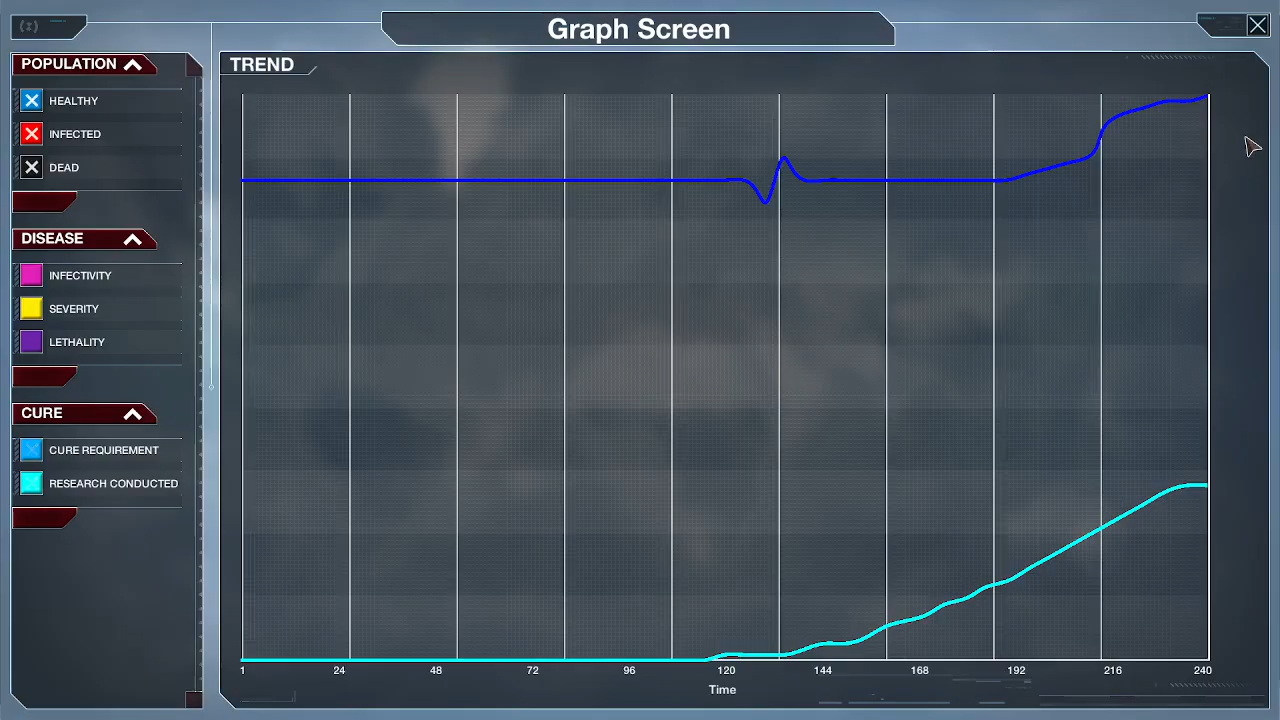 Graph Screen
POPULATION
HEALTHY
INFECTED
DEAD
DISEASE
INFECTIVITY
SEVERITY
LETHALITY
CURE
CURE REQUIREMENT
RESEARCH CONDUCTED
TREND
1 24 48 72 96 120 144 168 192 216 240
Time